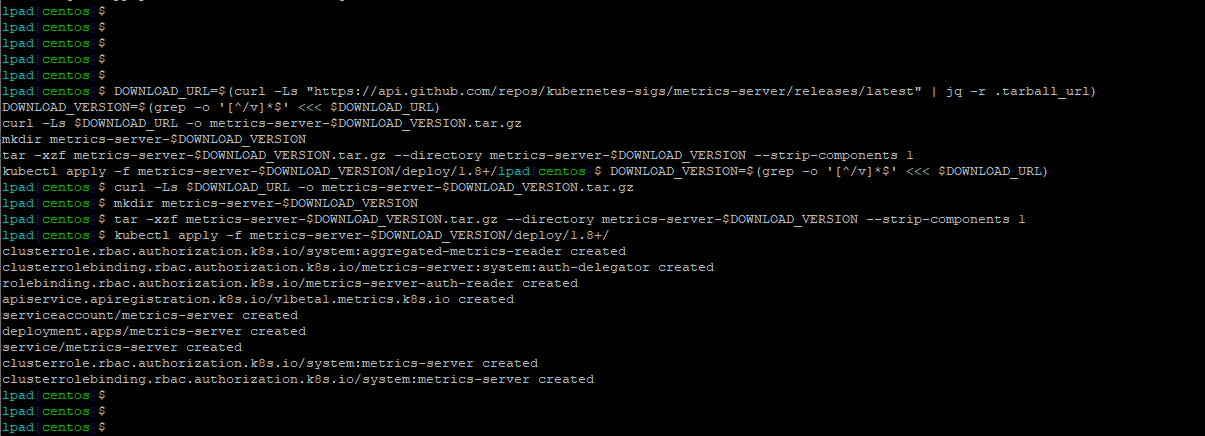 lpad[centos]$
lpad[centos]$
lpad[centos]$
lpad[centos]$
lpad[centos]$
lpad[centos]$ DOWNLOAD_URL=$(curl -Ls "https://api.github.com/repos/kubernetes-sigs/metrics-server/releases/latest" | jq -r .tarball_url)
DOWNLOAD_VERSION=$(grep -o '[^/v]*$' <<< $DOWNLOAD_URL)
curl -Ls $DOWNLOAD_URL -o metrics-server-$DOWNLOAD_VERSION.tar.gz
mkdir metrics-server-$DOWNLOAD_VERSION
tar -xzf metrics-server-$DOWNLOAD_VERSION.tar.gz --directory metrics-server-$DOWNLOAD_VERSION --strip-components 1
kubectl apply -f metrics-server-$DOWNLOAD_VERSION/deploy/1.8+/lpad[centos]$ DOWNLOAD_VERSION=$(grep -o '[^/v]*$' <<< $DOWNLOAD_URL)
lpad[centos]$ curl -Ls $DOWNLOAD_URL -o metrics-server-$DOWNLOAD_VERSION.tar.gz
lpad[centos]$ mkdir metrics-server-$DOWNLOAD_VERSION
lpad[centos]$ tar -xzf metrics-server-$DOWNLOAD_VERSION.tar.gz --directory metrics-server-$DOWNLOAD_VERSION --strip-components 1
lpad[centos]$ kubectl apply -f metrics-server-$DOWNLOAD_VERSION/deploy/1.8+/
clusterrole.rbac.authorization.k8s.io/system:aggregated-metrics-reader created
clusterrolebinding.rbac.authorization.k8s.io/metrics-server:system:auth-delegator created
rolebinding.rbac.authorization.k8s.io/metrics-server-auth-reader created
apiservice.apiregistration.k8s.io/v1beta1.metrics.k8s.io created
serviceaccount/metrics-server created
deployment.apps/metrics-server created
service/metrics-server created
clusterrole.rbac.authorization.k8s.io/system:metrics-server created
clusterrolebinding.rbac.authorization.k8s.io/system:metrics-server created
lpad[centos]$
lpad[centos]$
lpad[centos]$